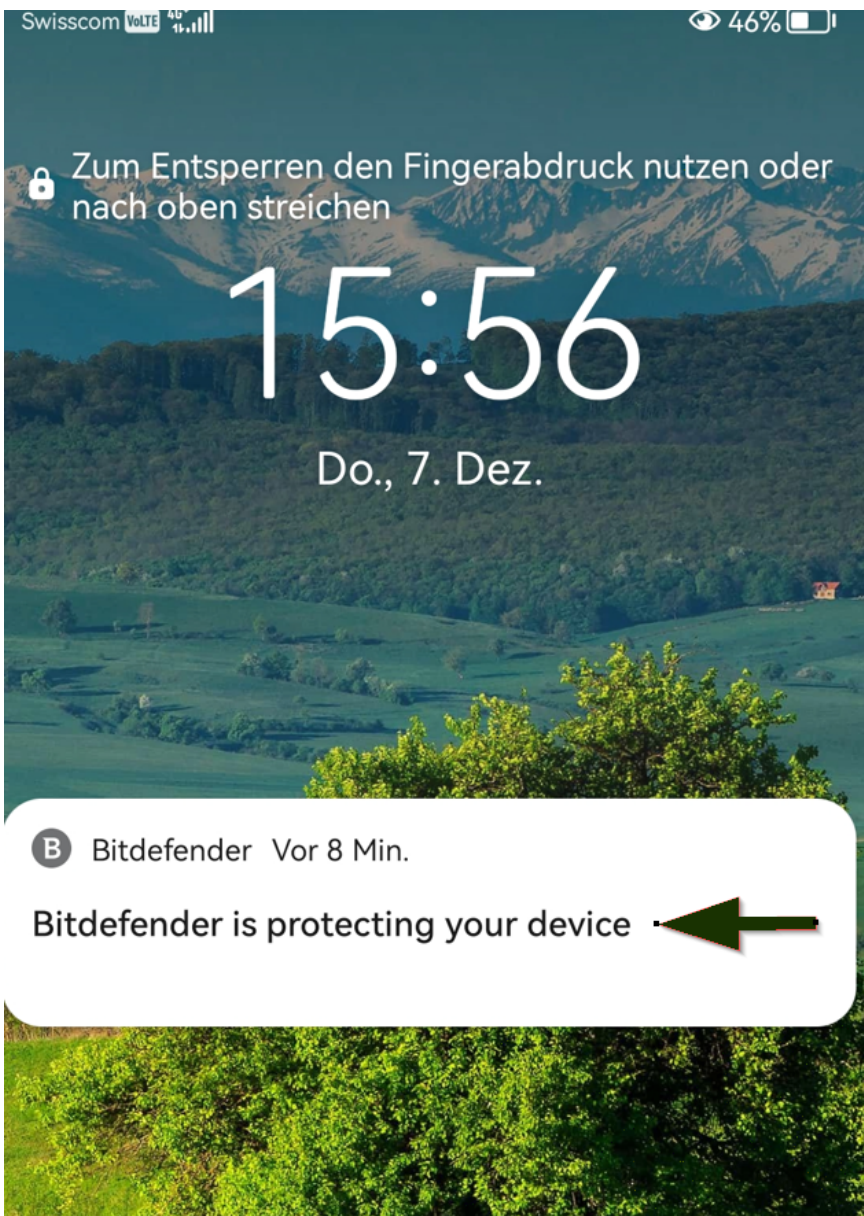 Swisscom VoLTE 4G+ 46%
Zum Entsperren den Fingerabdruck nutzen oder
nach oben streichen
15:56
Do., 7. Dez.
B Bitdefender Vor 8 Min.
Bitdefender is protecting your device